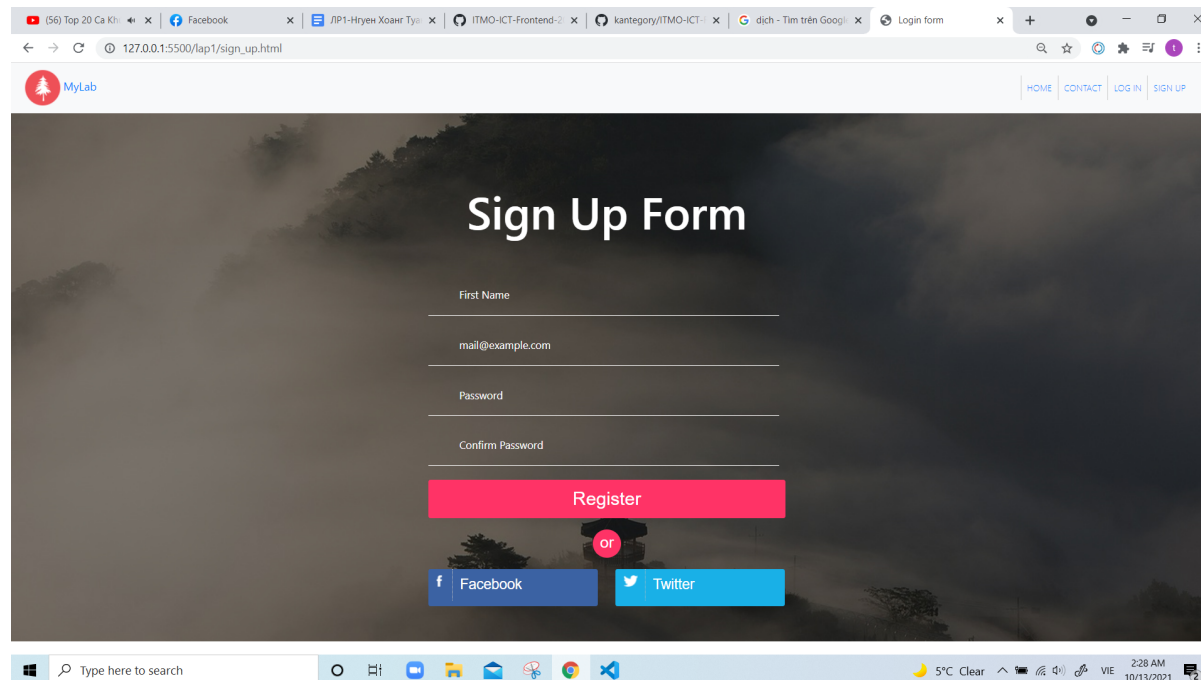 (56) Top 20 Ca Kh
Facebook
ЛР1-Нгуен Хоанг Туа
ITMO-ICT-Frontend-2
kantegory/ITMO-ICT-F
dịch - Tìm trên Googl
Login form
127.0.0.1:5500/lap1/sign_up.html
t
MyLab
HOME
CONTACT
LOG IN
SIGN UP
Sign Up Form
First Name
mail@example.com
Password
Confirm Password
Register
or
f Facebook
Twitter
Type here to search
5°C Clear
VIE
2:28 AM
10/13/2021